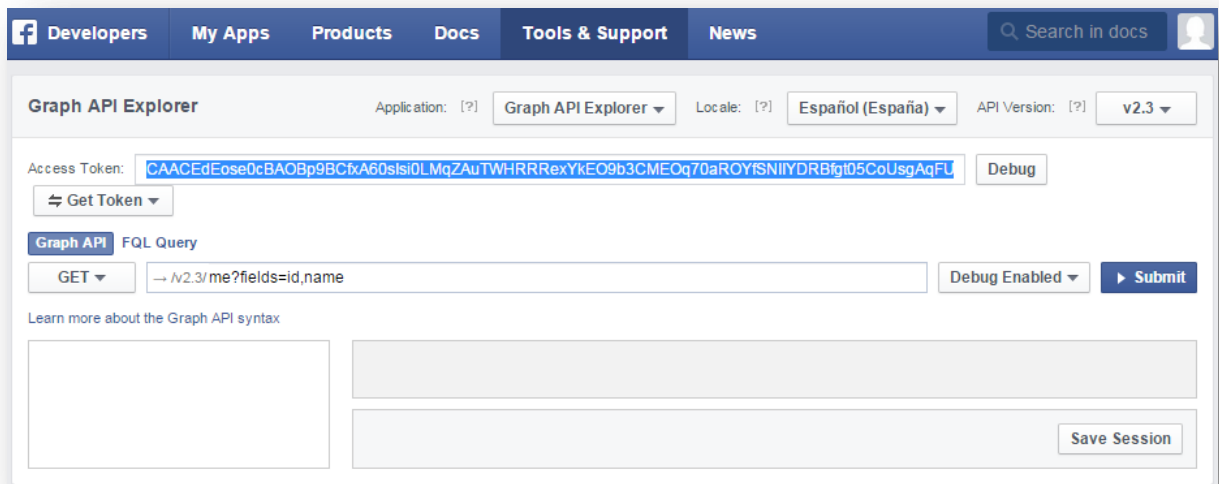 f Developers My Apps Products Docs Tools & Support News Search in docs
Graph API Explorer Application: [?] Graph API Explorer Locale: [?] Español (España) API Version: [?] v2.3
Access Token: CAACEdEose0cBAOBp9BCfxA60sIsi0LMqZAuTWHRRRexYkEO9b3CMEOq70aROYfSNIIYDRBfgt05CoUsgAqFU Debug
Get Token
Graph API FQL Query
GET → /v2.3/ me?fields=id,name Debug Enabled Submit
Learn more about the Graph API syntax
Save Session